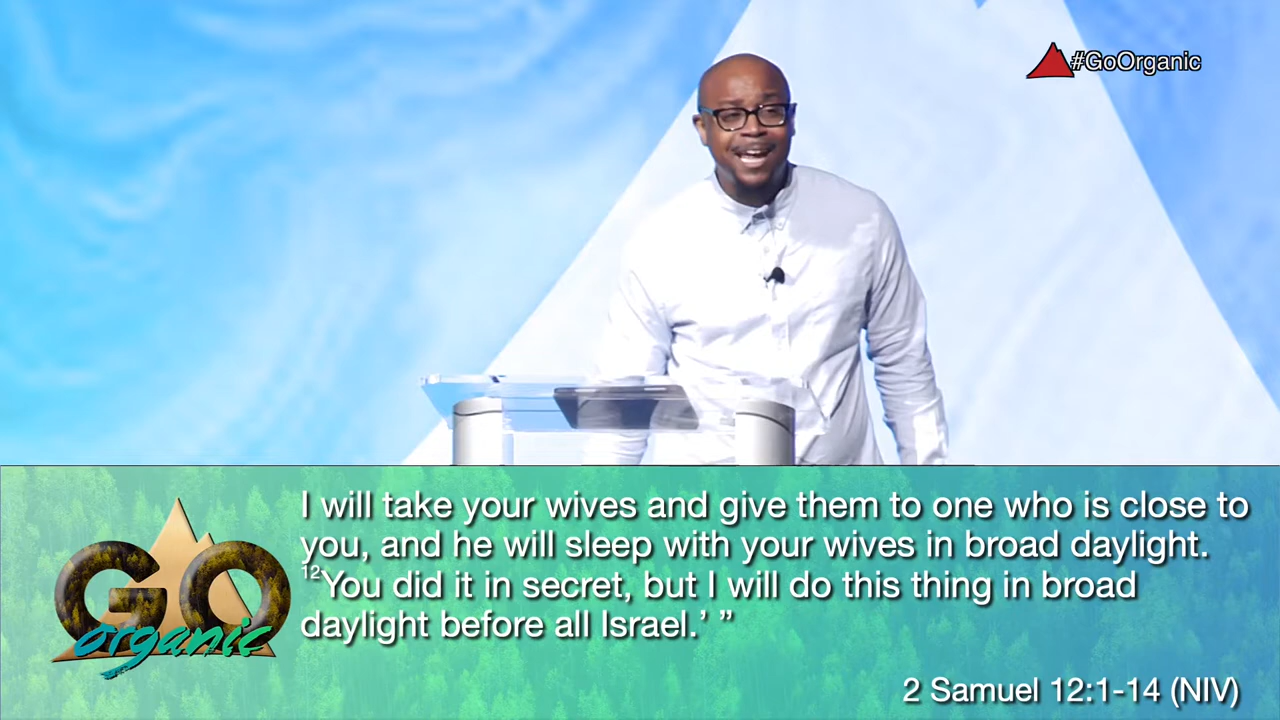 #GoOrganic
GO
organic
I will take your wives and give them to one who is close to
you, and he will sleep with your wives in broad daylight.
¹²You did it in secret, but I will do this thing in broad
daylight before all Israel.’ ”
2 Samuel 12:1-14 (NIV)